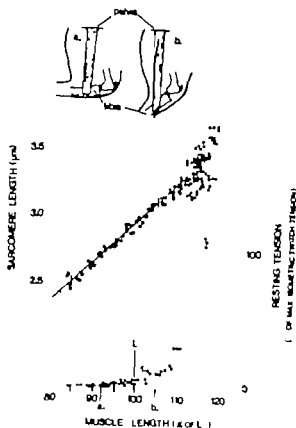 pelvis
a.
b.
tibia
SARCOMERE LENGTH (μm)
3.5
3.0
2.5
100
0
RESTING TENSION
( OF MAX ISOMETRIC TWITCH TENSION)
L
80
90
100
110
120
a.
b.
MUSCLE LENGTH (% of L )